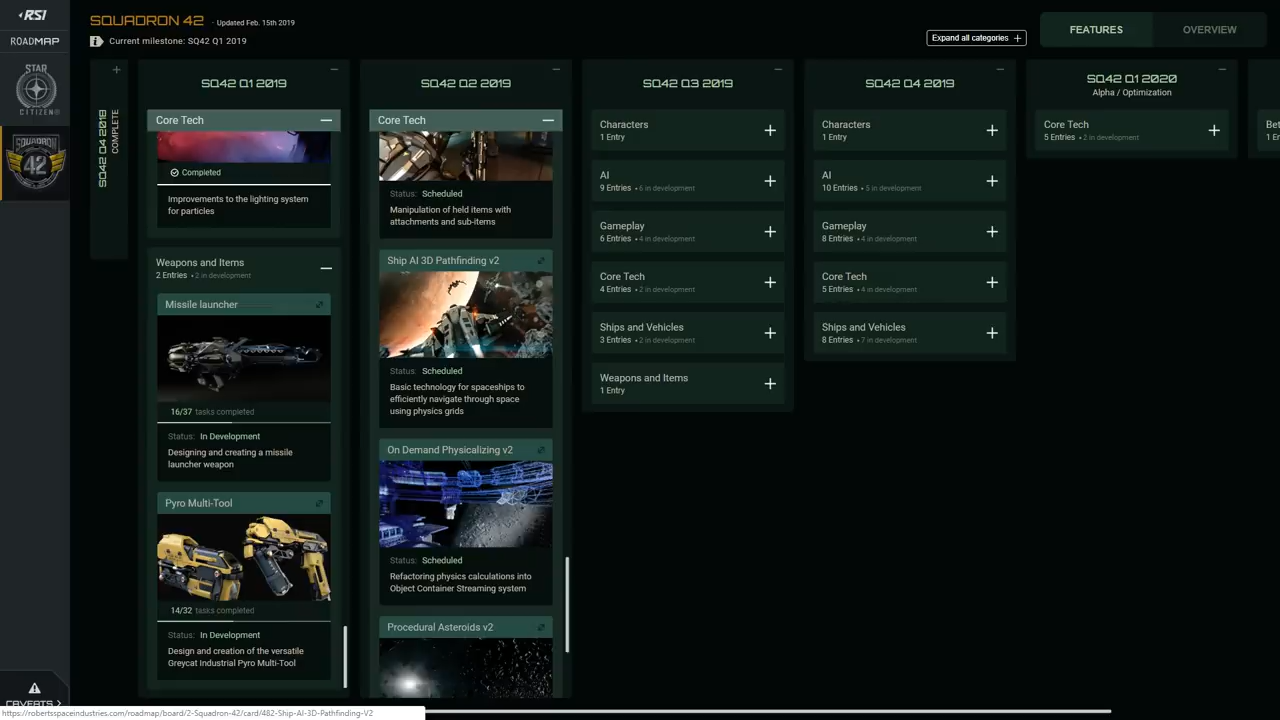 RSI
ROADMAP
STAR
CITIZEN
SQUADRON
42
CAVEATS
SQUADRON 42 - Updated Feb. 15th 2019
Current milestone: SQ42 Q1 2019
Expand all categories
FEATURES
OVERVIEW
SQ42 Q4 2018
COMPLETE
SQ42 Q1 2019
Core Tech
Completed
Improvements to the lighting system
for particles
Weapons and Items
2 Entries • 2 in development
Missile launcher
16/37 tasks completed
Status: In Development
Designing and creating a missile
launcher weapon
Pyro Multi-Tool
14/32 tasks completed
Status: In Development
Design and creation of the versatile
Greycat Industrial Pyro Multi-Tool
SQ42 Q2 2019
Core Tech
Status: Scheduled
Manipulation of held items with
attachments and sub-items
Ship AI 3D Pathfinding v2
Status: Scheduled
Basic technology for spaceships to
efficiently navigate through space
using physics grids
On Demand Physicalizing v2
Status: Scheduled
Refactoring physics calculations into
Object Container Streaming system
Procedural Asteroids v2
SQ42 Q3 2019
Characters
1 Entry
AI
9 Entries • 6 in development
Gameplay
6 Entries • 4 in development
Core Tech
4 Entries • 2 in development
Ships and Vehicles
3 Entries • 2 in development
Weapons and Items
1 Entry
SQ42 Q4 2019
Characters
1 Entry
AI
10 Entries • 5 in development
Gameplay
8 Entries • 4 in development
Core Tech
5 Entries • 4 in development
Ships and Vehicles
8 Entries • 7 in development
SQ42 Q1 2020
Alpha / Optimization
Core Tech
5 Entries • 2 in development
Bet
1 En
https://robertsspaceindustries.com/roadmap/board/2-Squadron-42/card/482-Ship-AI-3D-Pathfinding-V2